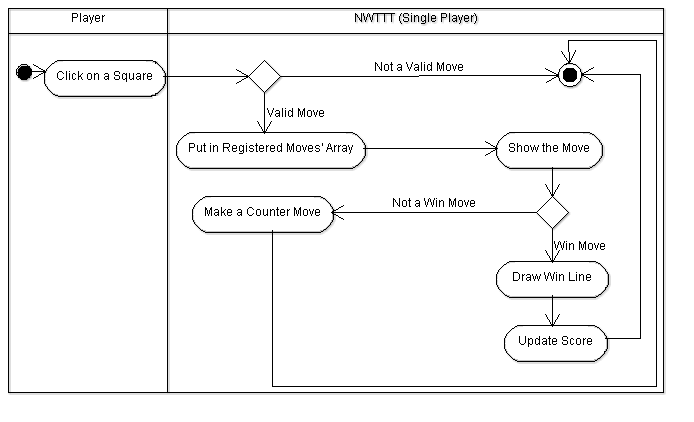 Player
NWTTT (Single Player)
Click on a Square
Not a Valid Move
Valid Move
Put in Registered Moves' Array
Show the Move
Make a Counter Move
Not a Win Move
Win Move
Draw Win Line
Update Score